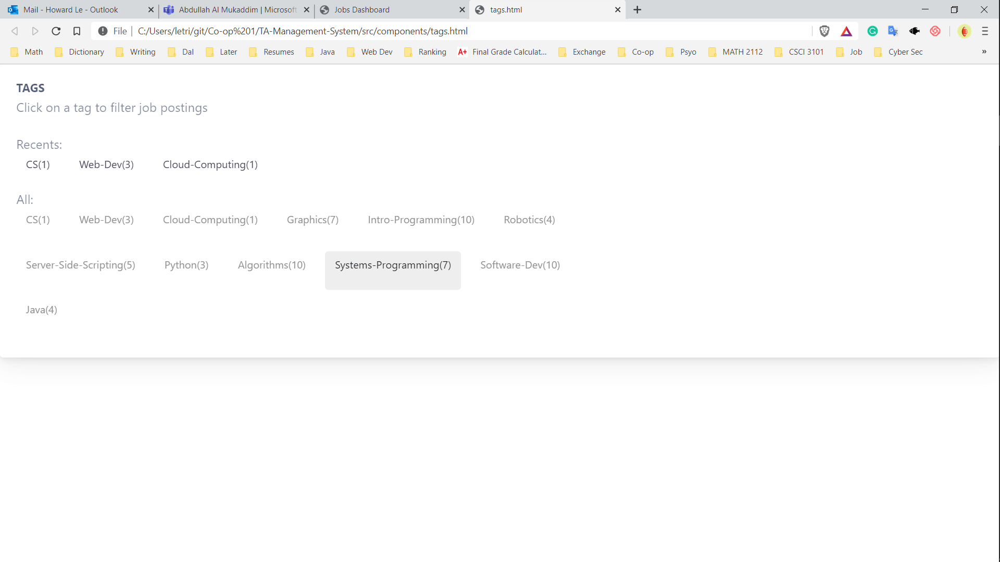 Mail - Howard Le - Outlook
Abdullah Al Mukaddim | Microsoft
Jobs Dashboard
tags.html
File | C:/Users/letri/git/Co-op%201/TA-Management-System/src/components/tags.html
Math Dictionary Writing Dal Later Resumes Java Web Dev Ranking A+ Final Grade Calculat... Exchange Co-op Psyo MATH 2112 CSCI 3101 Job Cyber Sec »
TAGS
Click on a tag to filter job postings
Recents:
CS(1) Web-Dev(3) Cloud-Computing(1)
All:
CS(1) Web-Dev(3) Cloud-Computing(1) Graphics(7) Intro-Programming(10) Robotics(4)
Server-Side-Scripting(5) Python(3) Algorithms(10) Systems-Programming(7) Software-Dev(10)
Java(4)